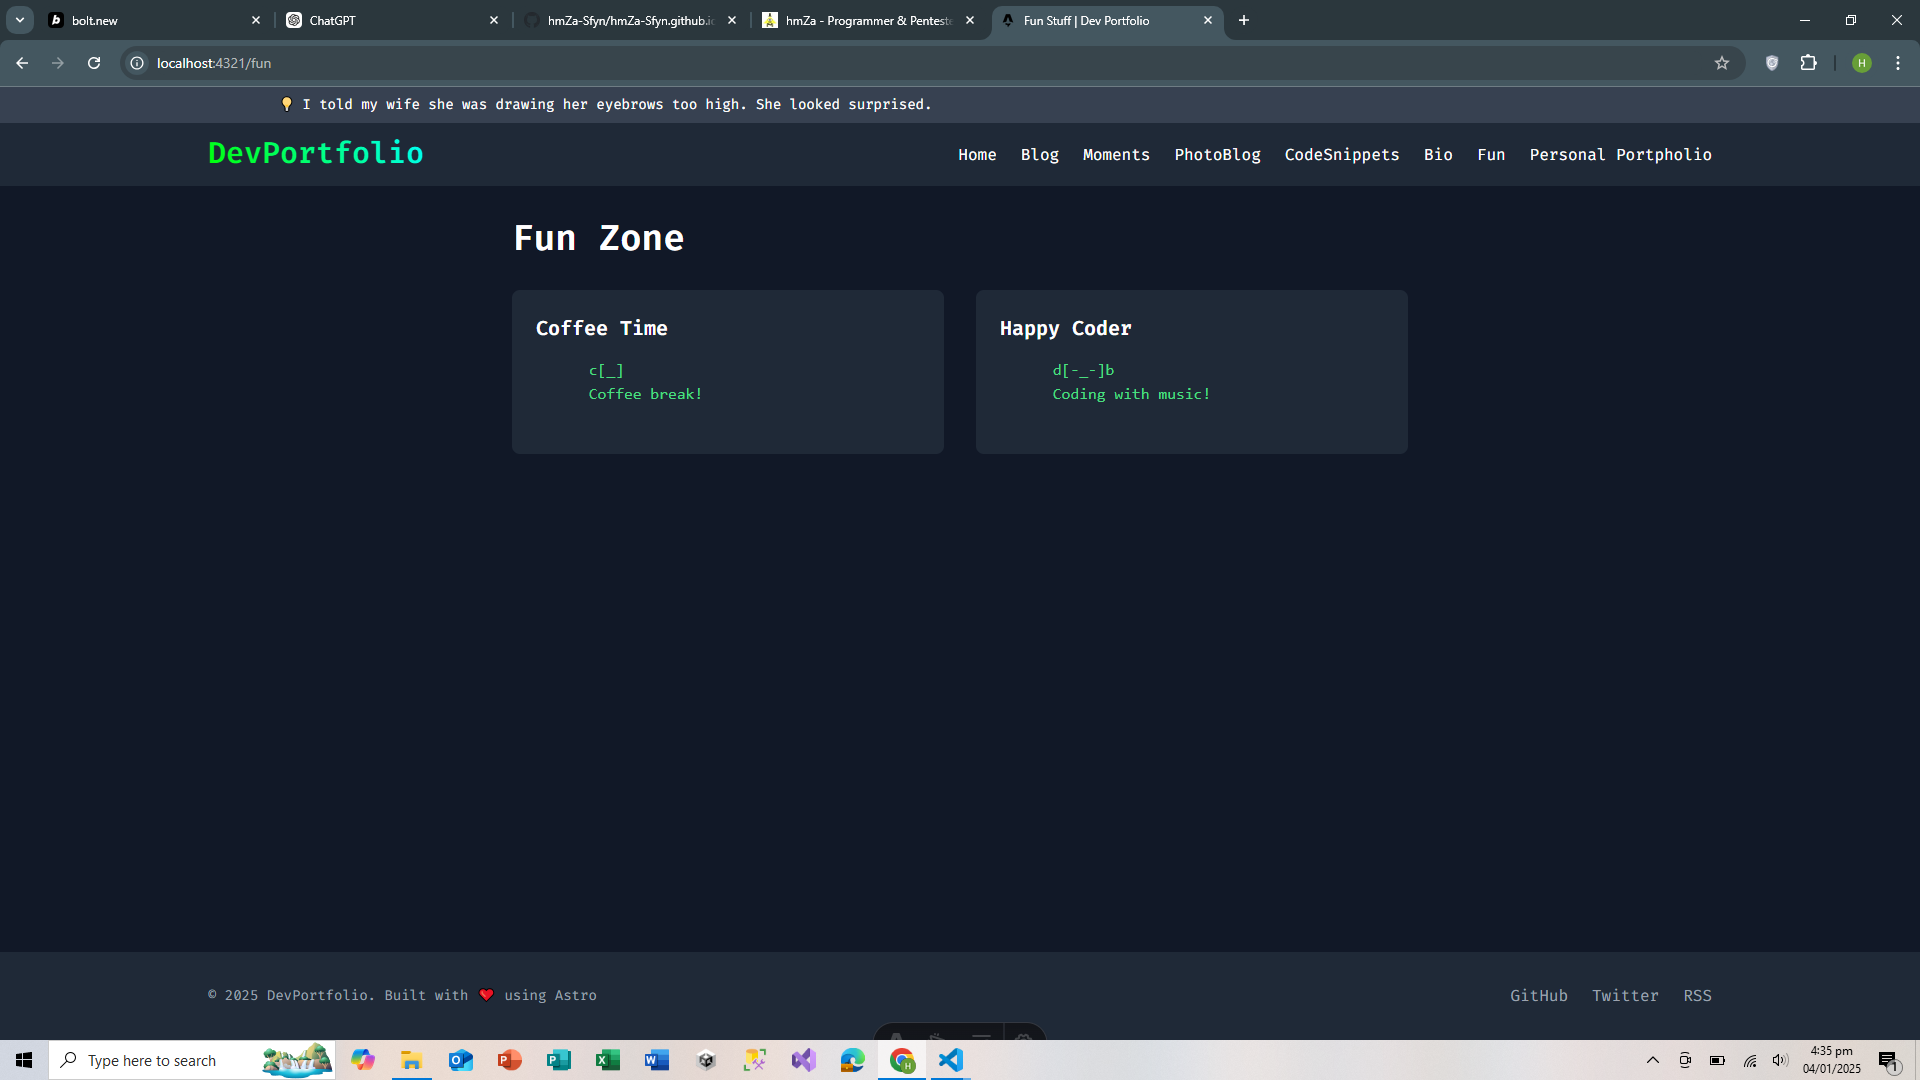 bolt.new
ChatGPT
hmZa-Sfyn/hmZa-Sfyn.github.i
hmZa - Programmer & Penteste
Fun Stuff | Dev Portfolio
localhost:4321/fun
H
💡 I told my wife she was drawing her eyebrows too high. She looked surprised.
DevPortfolio
Home Blog Moments PhotoBlog CodeSnippets Bio Fun Personal Portpholio
Fun Zone
Coffee Time
c[_]
Coffee break!
Happy Coder
d[-_-]b
Coding with music!
© 2025 DevPortfolio. Built with ❤️ using Astro
GitHub Twitter RSS
Type here to search
4:35 pm
04/01/2025
1